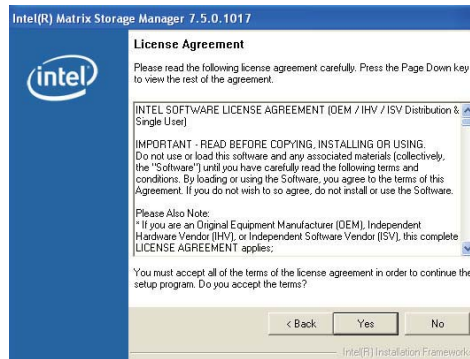 Intel(R) Matrix Storage Manager 7.5.0.1017
intel
License Agreement
Please read the following license agreement carefully. Press the Page Down key
to view the rest of the agreement.
INTEL SOFTWARE LICENSE AGREEMENT (OEM / IHV / ISV Distribution &
Single User)
IMPORTANT - READ BEFORE COPYING, INSTALLING OR USING.
Do not use or load this software and any associated materials (collectively,
the "Software") until you have carefully read the following terms and
conditions. By loading or using the Software, you agree to the terms of this
Agreement. If you do not wish to so agree, do not install or use the Software.
Please Also Note:
* If you are an Original Equipment Manufacturer (OEM), Independent
Hardware Vendor (IHV), or Independent Software Vendor (ISV), this complete
LICENSE AGREEMENT applies;
You must accept all of the terms of the license agreement in order to continue the
setup program. Do you accept the terms?
< Back Yes No
Intel(R) Installation Framework